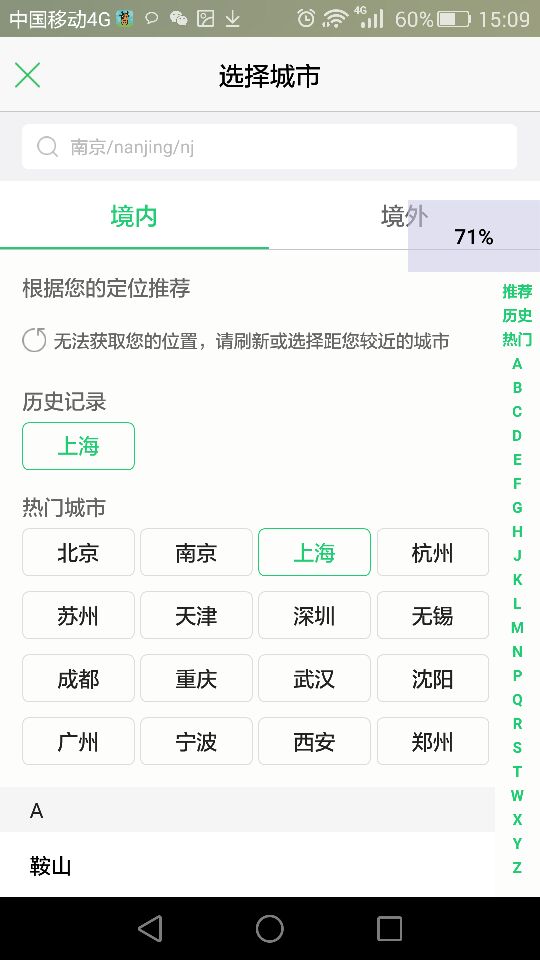 中国移动4G 4G 60% 15:09
选择城市
南京/nanjing/nj
境内 境外
71%
根据您的定位推荐
无法获取您的位置，请刷新或选择距您较近的城市
历史记录
上海
热门城市
北京 南京 上海 杭州
苏州 天津 深圳 无锡
成都 重庆 武汉 沈阳
广州 宁波 西安 郑州
A
鞍山
推荐
历史
热门
A
B
C
D
E
F
G
H
J
K
L
M
N
P
Q
R
S
T
W
X
Y
Z